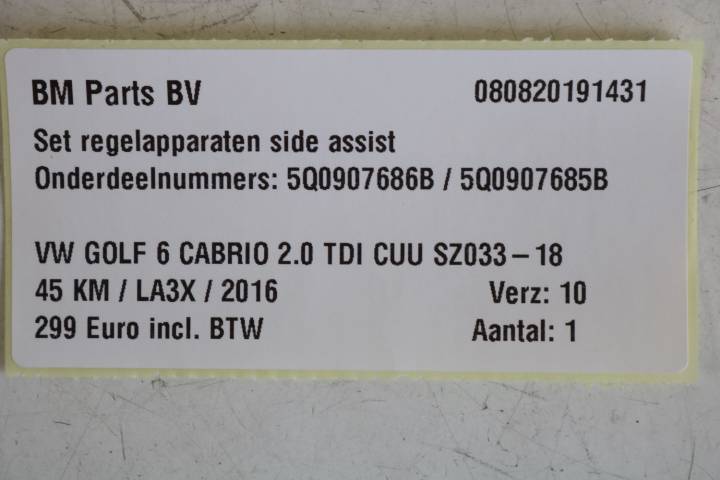 BM Parts BV 080820191431
Set regelapparaten side assist
Onderdeelnummers: 5Q0907686B / 5Q0907685B
VW GOLF 6 CABRIO 2.0 TDI CUU SZ033 – 18
45 KM / LA3X / 2016 Verz: 10
299 Euro incl. BTW Aantal: 1